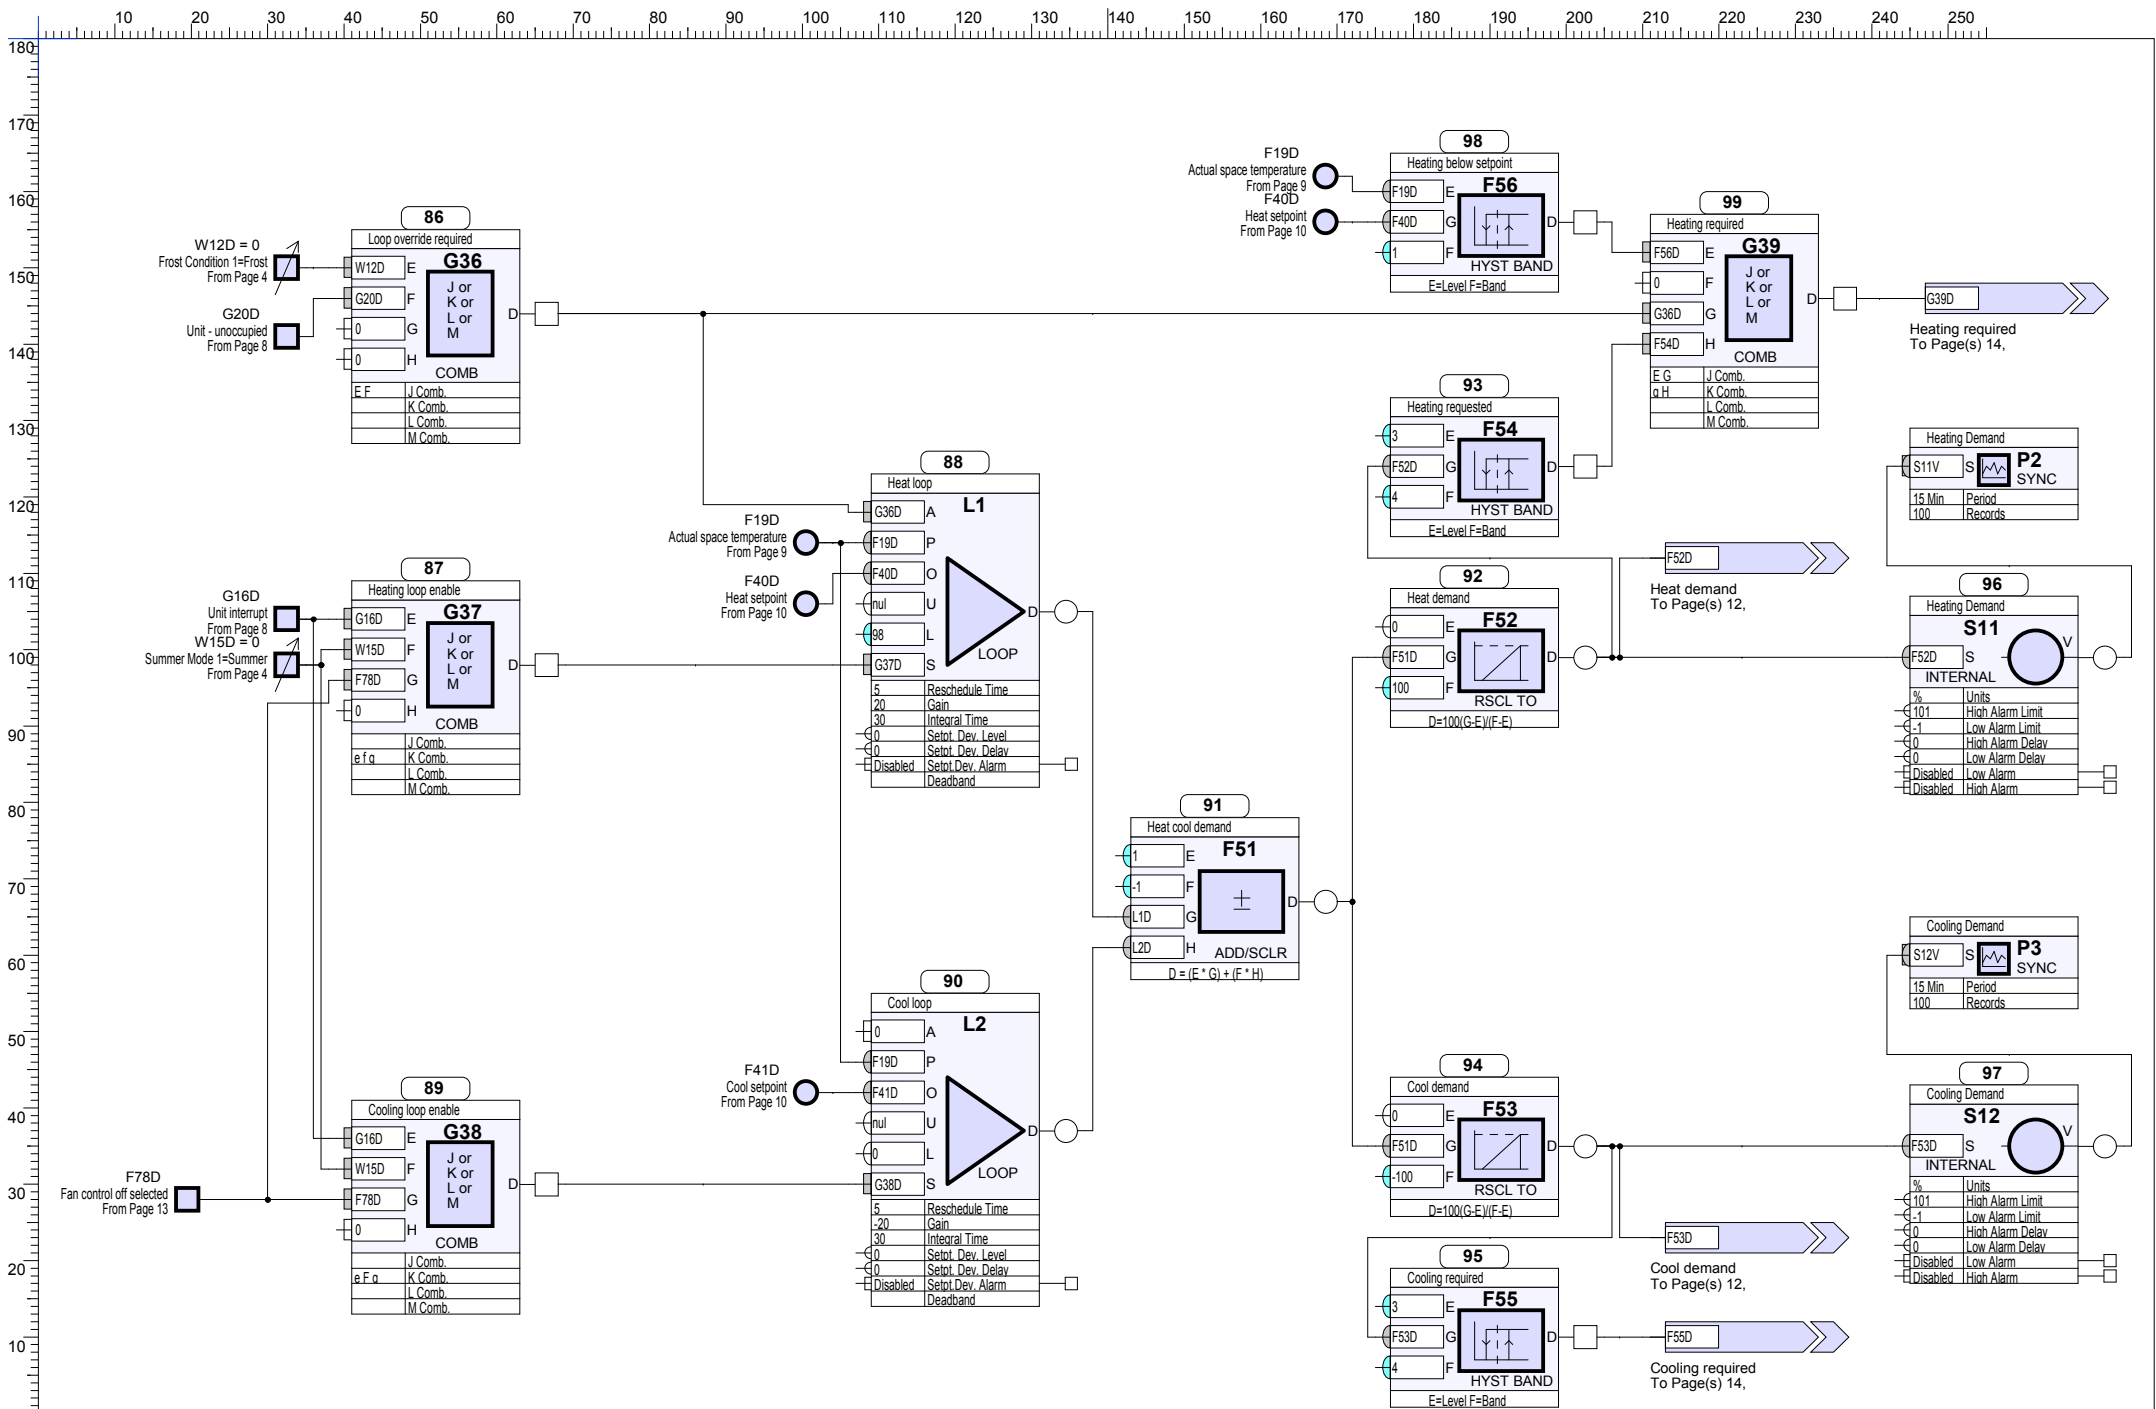 10 20 30 40 50 60 70 80 90 100 110 120 130 140 150 160 170 180 190 200 210 220 230 240 250
180
170
160
150
140
130
120
110
100
90
80
70
60
50
40
30
20
10
86
Loop override required
G36
W12D = 0
Frost Condition 1=Frost
From Page 4
G20D
Unit - unoccupied
From Page 8
W12D E
G20D F
0 G
0 H
J or
K or
L or
M
D
COMB
E F J Comb.
K Comb.
L Comb.
M Comb.
87
Heating loop enable
G37
G16D
Unit interrupt
From Page 8
W15D = 0
Summer Mode 1=Summer
From Page 4
G16D E
W15D F
F78D G
0 H
J or
K or
L or
M
D
COMB
J Comb.
e f g K Comb.
L Comb.
M Comb.
89
Cooling loop enable
G38
F78D
Fan control off selected
From Page 13
G16D E
W15D F
F78D G
0 H
J or
K or
L or
M
D
COMB
J Comb.
e F g K Comb.
L Comb.
M Comb.
88
Heat loop
L1
F19D
Actual space temperature
From Page 9
F40D
Heat setpoint
From Page 10
G36D A
F19D P
F40D O
nul U
98 L
G37D S
D
LOOP
5 Reschedule Time
20 Gain
30 Integral Time
0 Setpt. Dev. Level
0 Setpt. Dev. Delay
Disabled Setpt.Dev. Alarm
Deadband
90
Cool loop
L2
F41D
Cool setpoint
From Page 10
0 A
F19D P
F41D O
nul U
0 L
G38D S
D
LOOP
5 Reschedule Time
-20 Gain
30 Integral Time
0 Setpt. Dev. Level
0 Setpt. Dev. Delay
Disabled Setpt.Dev. Alarm
Deadband
91
Heat cool demand
F51
1 E
-1 F
L1D G
L2D H
±
D
ADD/SCLR
D = (E * G) + (F * H)
98
Heating below setpoint
F56
F19D
Actual space temperature
From Page 9
F40D
Heat setpoint
From Page 10
F19D E
F40D G
1 F
D
HYST BAND
E=Level F=Band
93
Heating requested
F54
3 E
F52D G
4 F
D
HYST BAND
E=Level F=Band
92
Heat demand
F52
0 E
F51D G
100 F
D
RSCL TO
D=100(G-E)/(F-E)
94
Cool demand
F53
0 E
F51D G
-100 F
D
RSCL TO
D=100(G-E)/(F-E)
95
Cooling required
F55
3 E
F53D G
4 F
D
HYST BAND
E=Level F=Band
99
Heating required
G39
F56D E
0 F
G36D G
F54D H
J or
K or
L or
M
D
COMB
E G J Comb.
g H K Comb.
L Comb.
M Comb.
G39D
Heating required
To Page(s) 14,
F52D
Heat demand
To Page(s) 12,
F53D
Cool demand
To Page(s) 12,
F55D
Cooling required
To Page(s) 14,
Heating Demand
S11V S P2
SYNC
15 Min Period
100 Records
96
Heating Demand
S11
V
F52D S
INTERNAL
% Units
101 High Alarm Limit
-1 Low Alarm Limit
0 High Alarm Delay
0 Low Alarm Delay
Disabled Low Alarm
Disabled High Alarm
Cooling Demand
S12V S P3
SYNC
15 Min Period
100 Records
97
Cooling Demand
S12
V
F53D S
INTERNAL
% Units
101 High Alarm Limit
-1 Low Alarm Limit
0 High Alarm Delay
0 Low Alarm Delay
Disabled Low Alarm
Disabled High Alarm